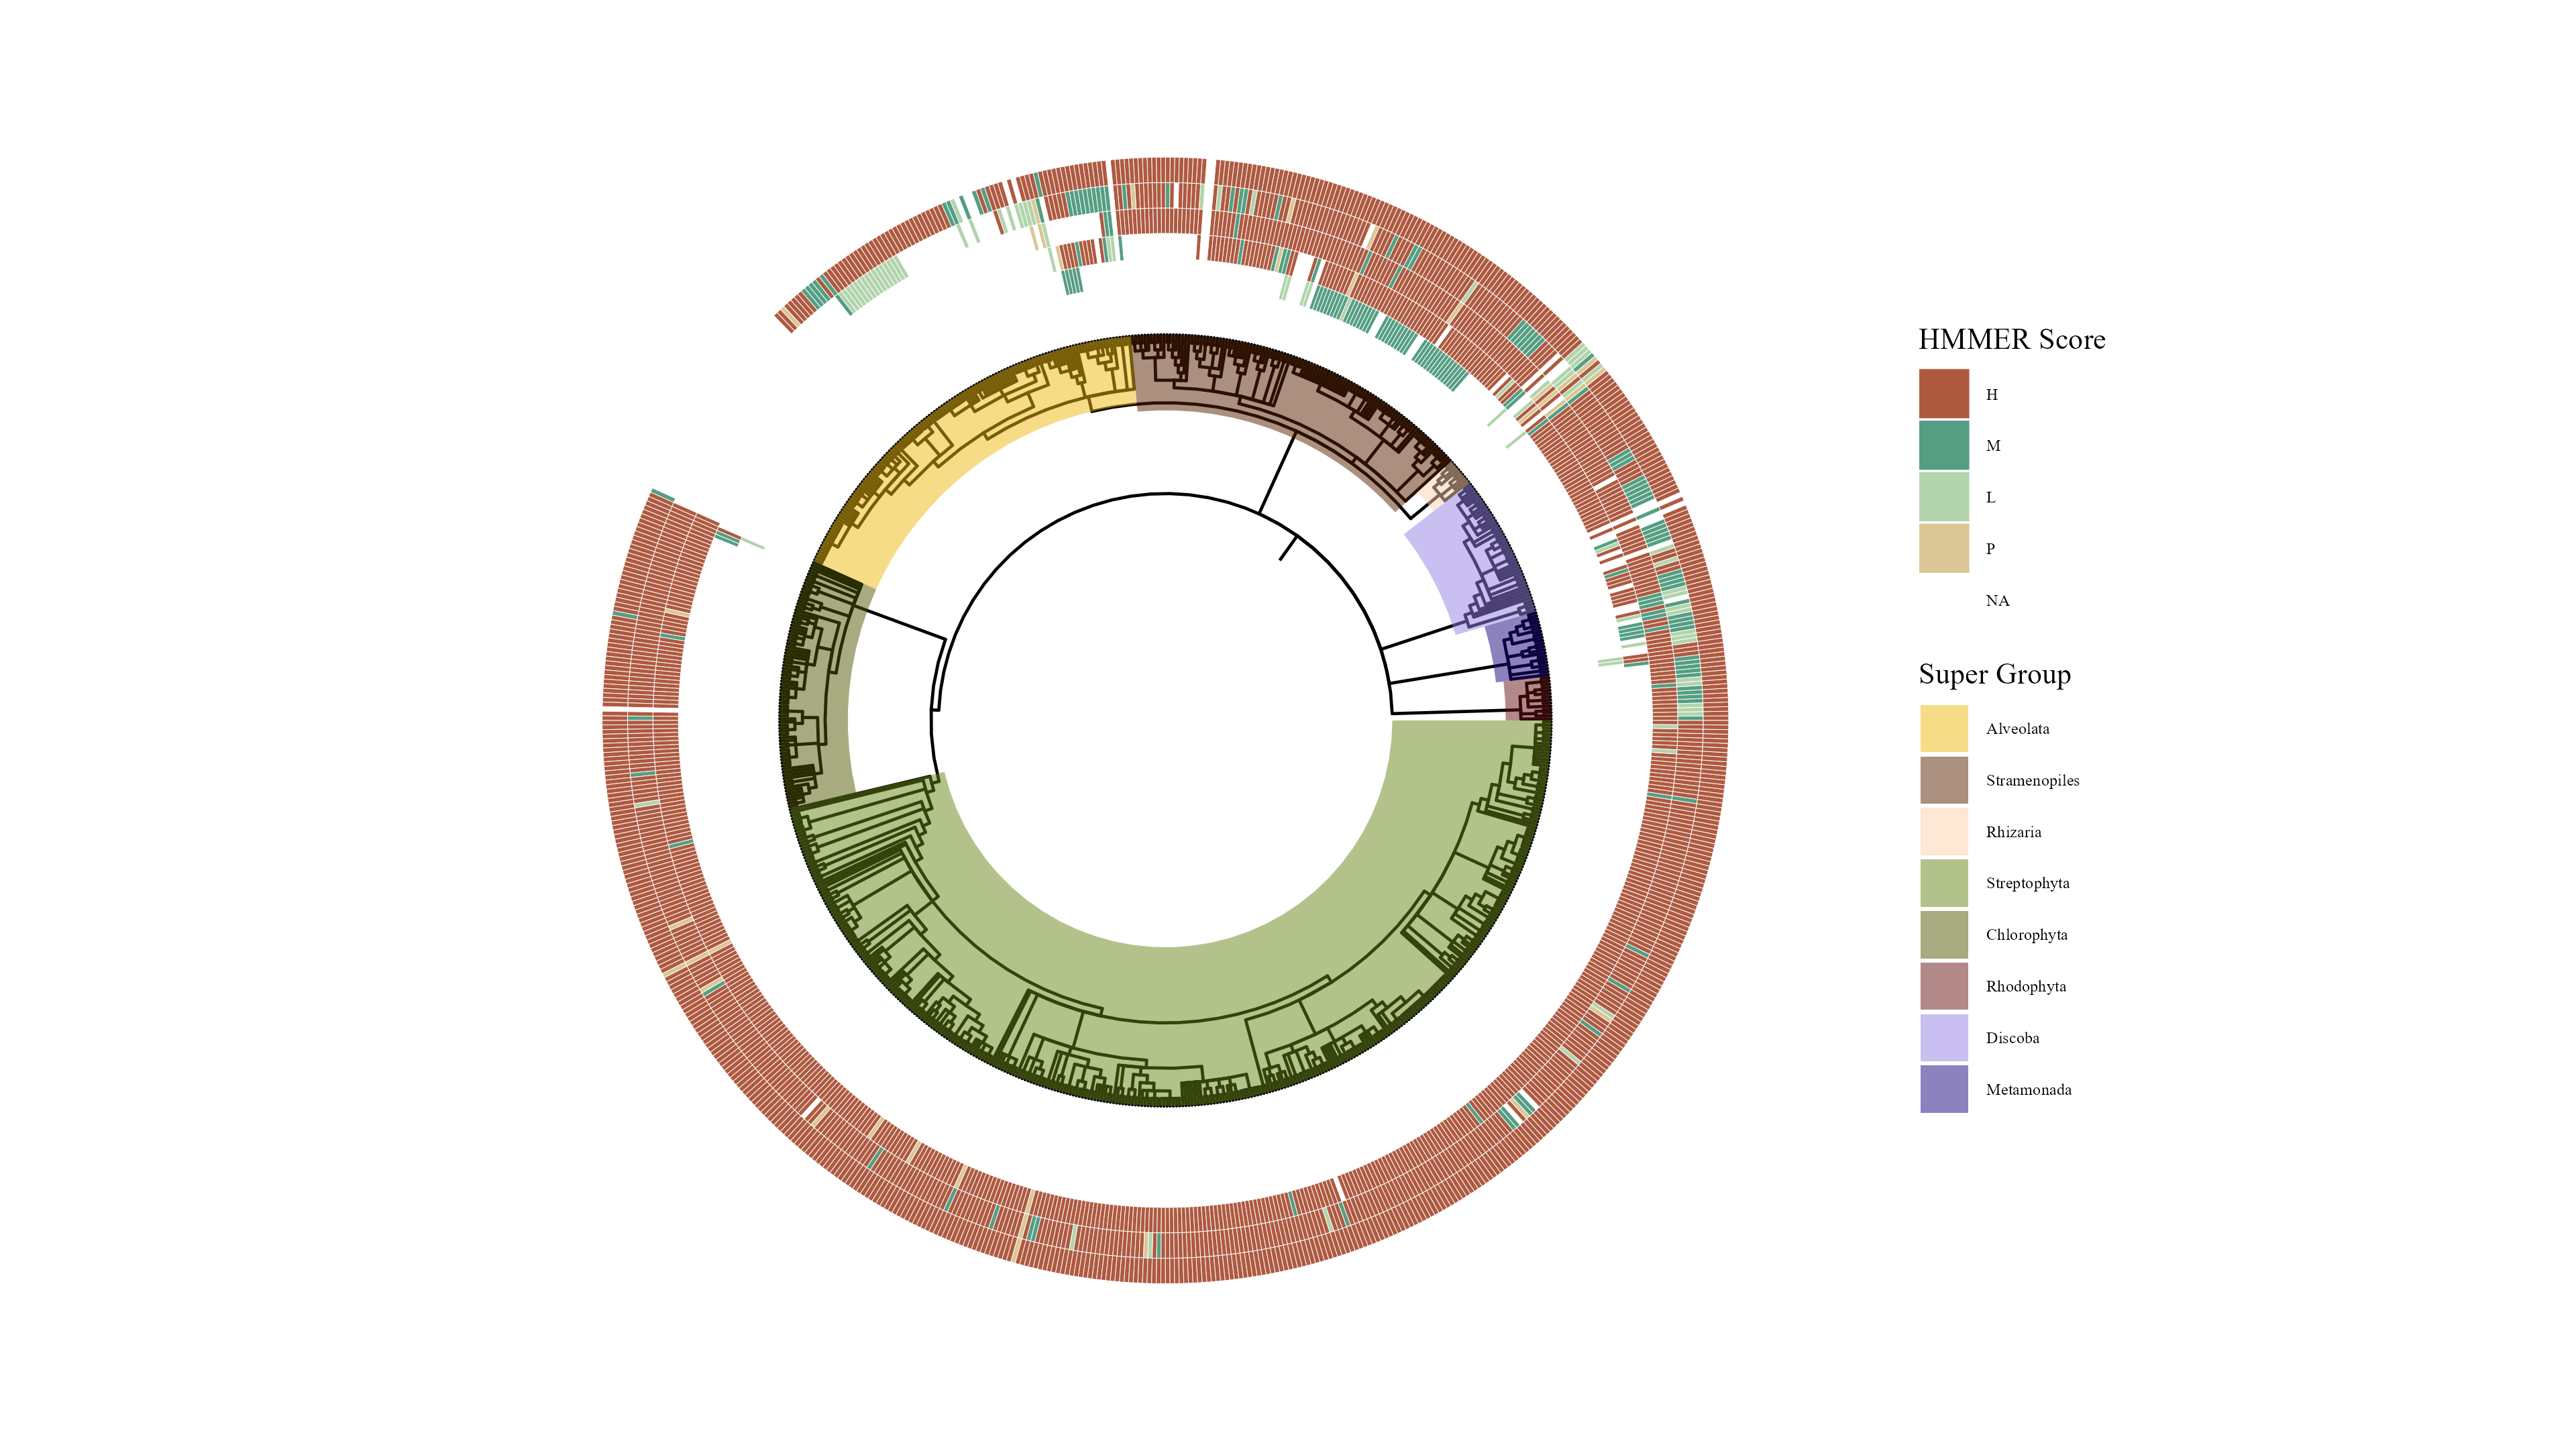 HMMER Score
H
M
L
P
NA
Super Group
Alveolata
Stramenopiles
Rhizaria
Streptophyta
Chlorophyta
Rhodophyta
Discoba
Metamonada